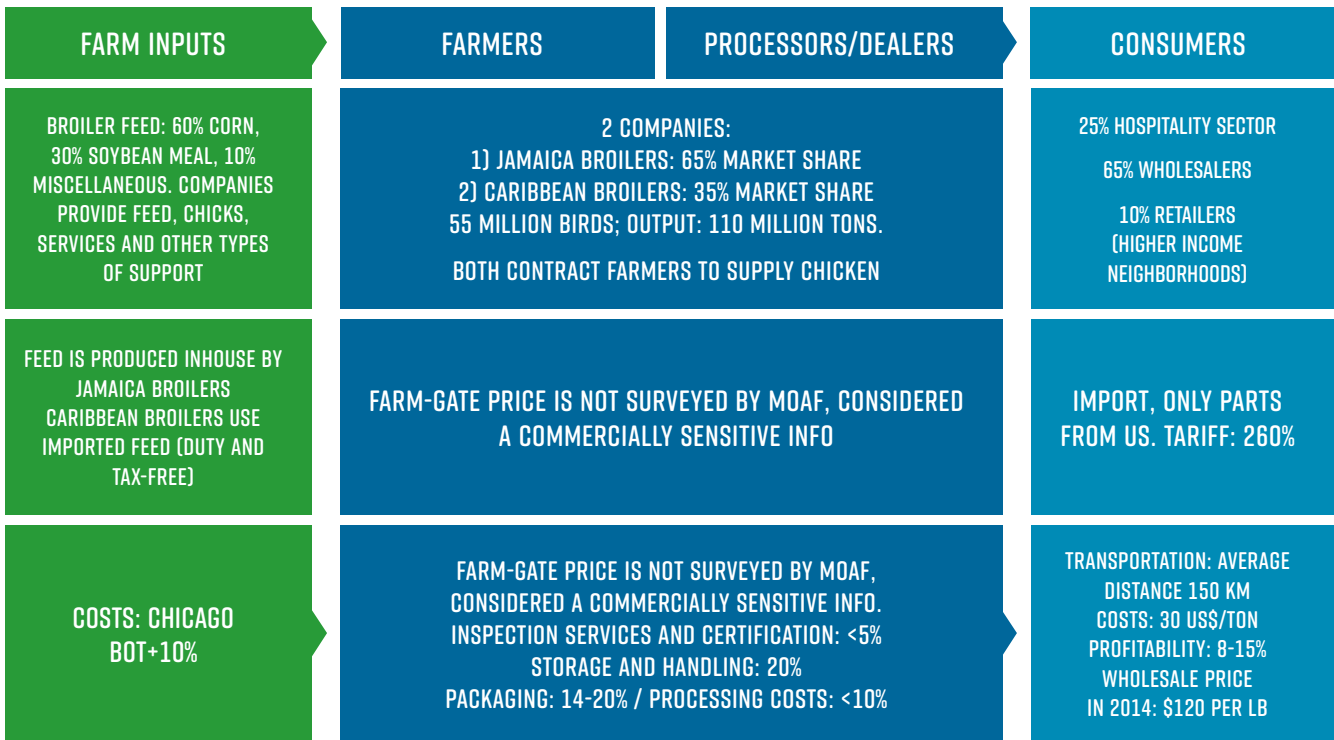 FARM INPUTS
FARMERS
PROCESSORS/DEALERS
CONSUMERS
BROILER FEED: 60% CORN,
30% SOYBEAN MEAL, 10%
MISCELLANEOUS. COMPANIES
PROVIDE FEED, CHICKS,
SERVICES AND OTHER TYPES
OF SUPPORT
2 COMPANIES:
1) JAMAICA BROILERS: 65% MARKET SHARE
2) CARIBBEAN BROILERS: 35% MARKET SHARE
55 MILLION BIRDS; OUTPUT: 110 MILLION TONS.
BOTH CONTRACT FARMERS TO SUPPLY CHICKEN
25% HOSPITALITY SECTOR
65% WHOLESALERS
10% RETAILERS
(HIGHER INCOME
NEIGHBORHOODS)
FEED IS PRODUCED INHOUSE BY
JAMAICA BROILERS
CARIBBEAN BROILERS USE
IMPORTED FEED (DUTY AND
TAX-FREE)
FARM-GATE PRICE IS NOT SURVEYED BY MOAF, CONSIDERED
A COMMERCIALLY SENSITIVE INFO
IMPORT, ONLY PARTS
FROM US. TARIFF: 260%
COSTS: CHICAGO
BOT+10%
FARM-GATE PRICE IS NOT SURVEYED BY MOAF,
CONSIDERED A COMMERCIALLY SENSITIVE INFO.
INSPECTION SERVICES AND CERTIFICATION: <5%
STORAGE AND HANDLING: 20%
PACKAGING: 14-20% / PROCESSING COSTS: <10%
TRANSPORTATION: AVERAGE
DISTANCE 150 KM
COSTS: 30 US$/TON
PROFITABILITY: 8-15%
WHOLESALE PRICE
IN 2014: $120 PER LB